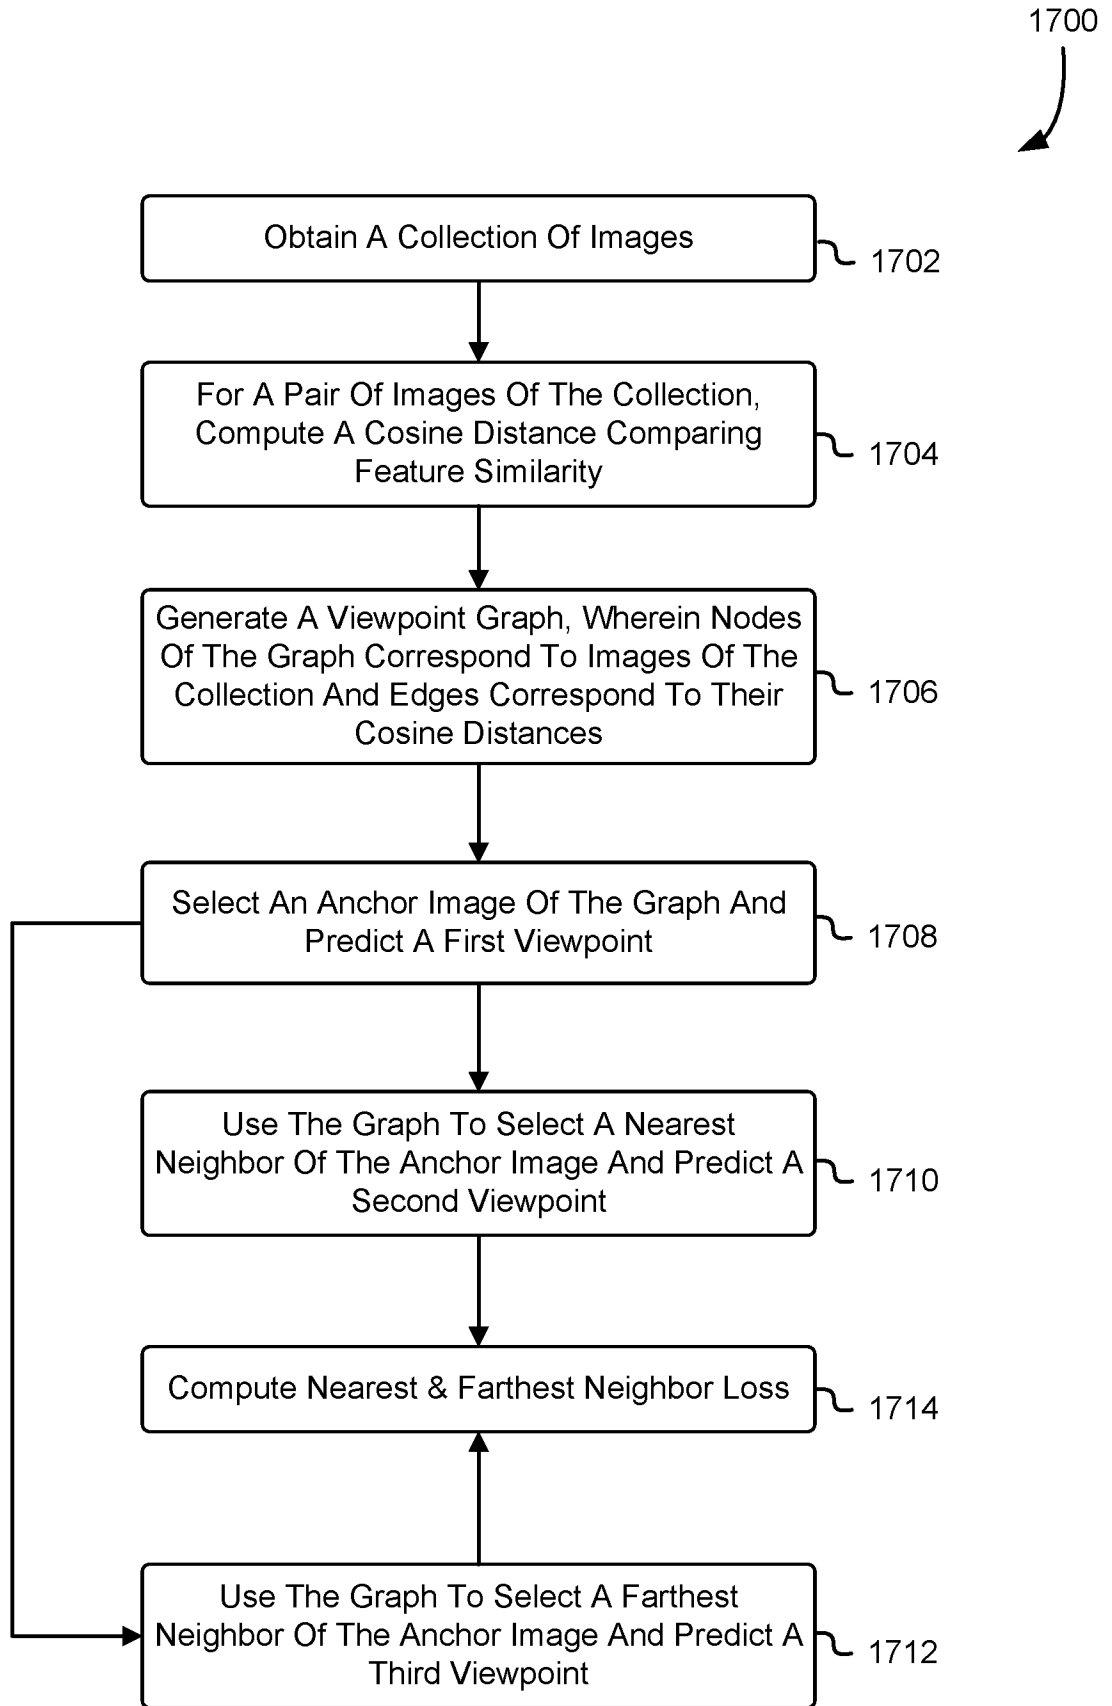 1700
Obtain A Collection Of Images
1702
For A Pair Of Images Of The Collection,
Compute A Cosine Distance Comparing
Feature Similarity
1704
Generate A Viewpoint Graph, Wherein Nodes
Of The Graph Correspond To Images Of The
Collection And Edges Correspond To Their
Cosine Distances
1706
Select An Anchor Image Of The Graph And
Predict A First Viewpoint
1708
Use The Graph To Select A Nearest
Neighbor Of The Anchor Image And Predict A
Second Viewpoint
1710
Compute Nearest & Farthest Neighbor Loss
1714
Use The Graph To Select A Farthest
Neighbor Of The Anchor Image And Predict A
Third Viewpoint
1712